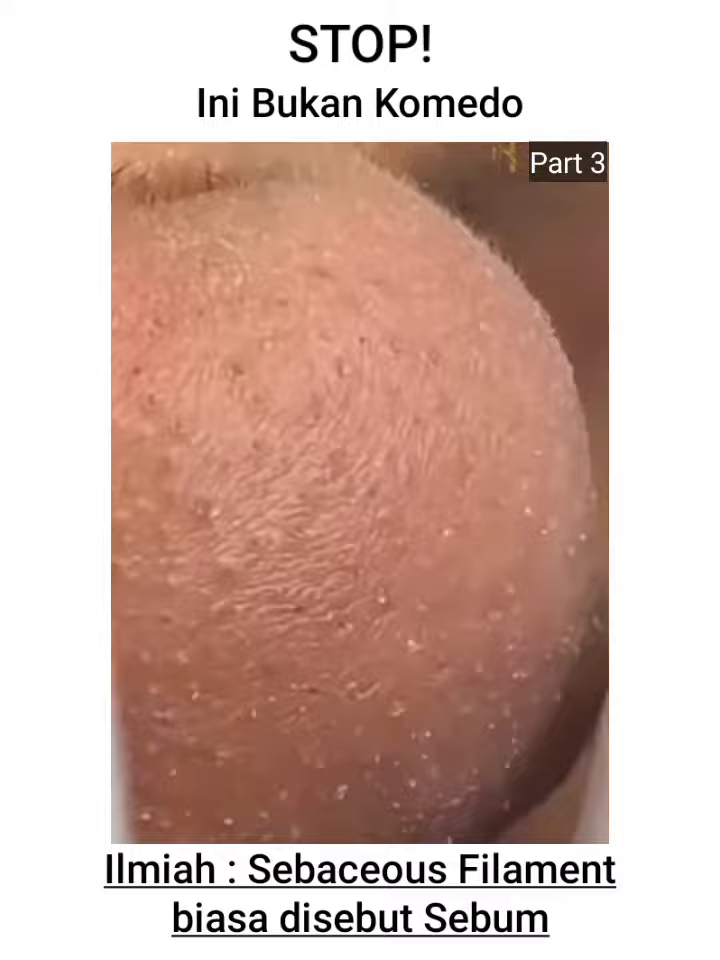 STOP!
Ini Bukan Komedo
Part 3
Ilmiah : Sebaceous Filament
biasa disebut Sebum